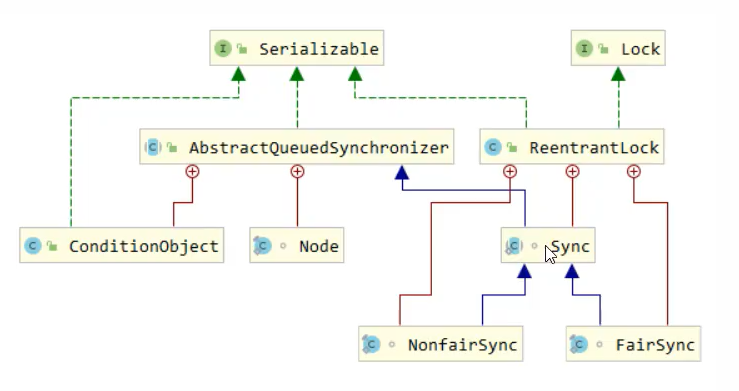 I Serializable
I Lock
C AbstractQueuedSynchronizer
C ReentrantLock
C ConditionObject
C Node
C Sync
C NonfairSync
C FairSync